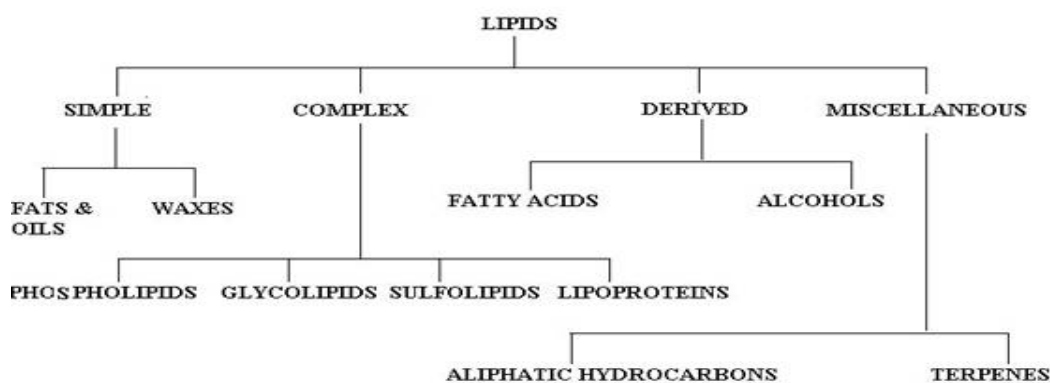 LIPIDS
SIMPLE
COMPLEX
DERIVED
MISCELLANEOUS
FATS &
OILS
WAXES
FATTY ACIDS
ALCOHOLS
PHOSPHOLIPIDS
GLYCOLIPIDS
SULFOLIPIDS
LIPOPROTEINS
ALIPHATIC HYDROCARBONS
TERPENES